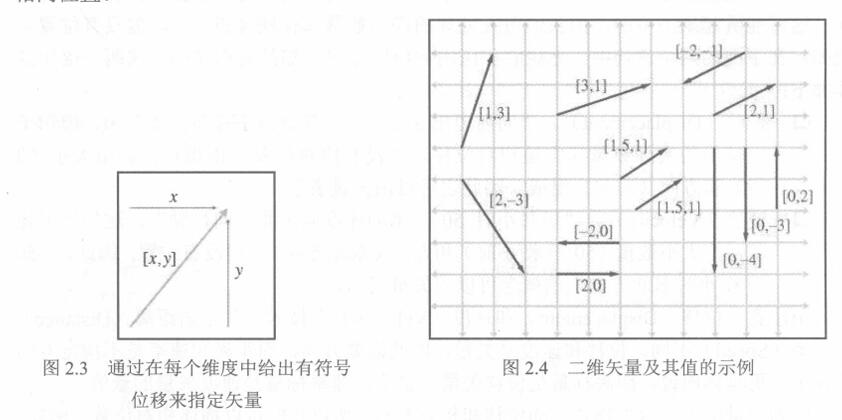 x
[x,y]
y
图 2.3 通过在每个维度中给出有符号
位移来指定矢量
[-2,-1]
[3,1]
[1,3]
[2,1]
[1.5,1]
[2,-3]
[1.5,1]
[0,2]
[-2,0]
[0,-3]
[0,-4]
[2,0]
图 2.4 二维矢量及其值的示例